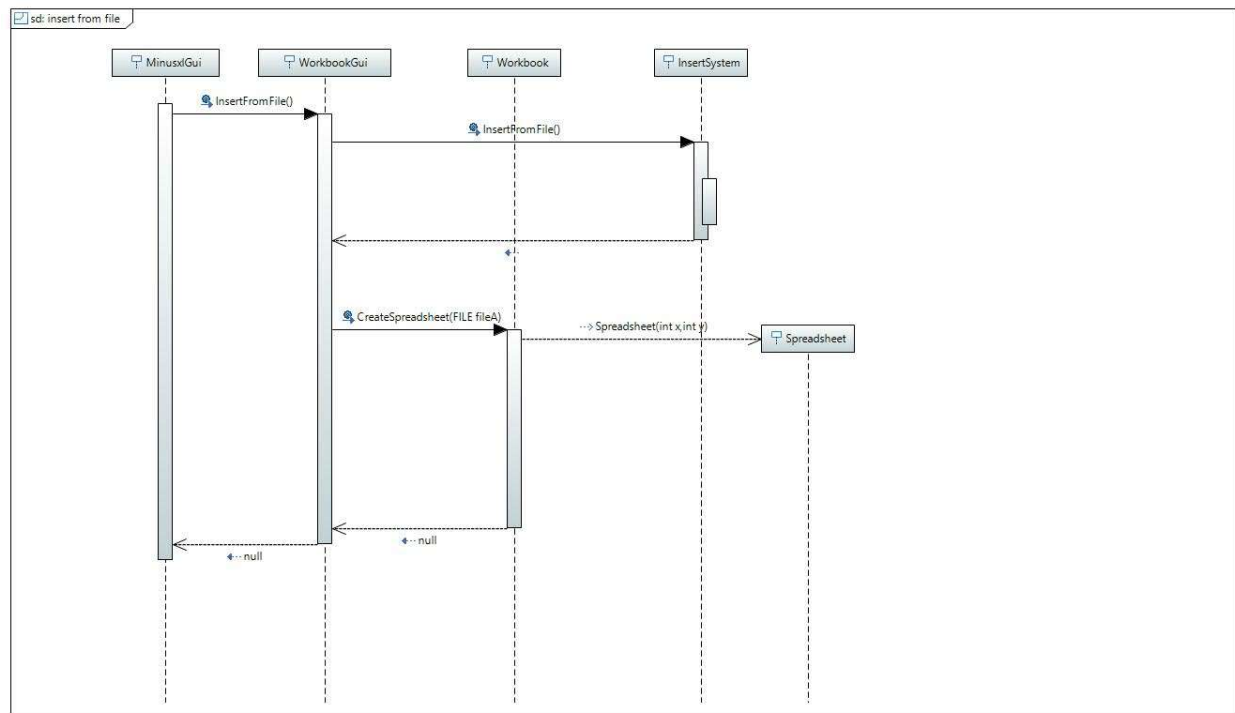 sd: insert from file
MinusxlGui
WorkbookGui
Workbook
InsertSystem
InsertFromFile()
InsertFromFile()
CreateSpreadsheet(FILE fileA)
Spreadsheet(int x,int y)
Spreadsheet
null
null